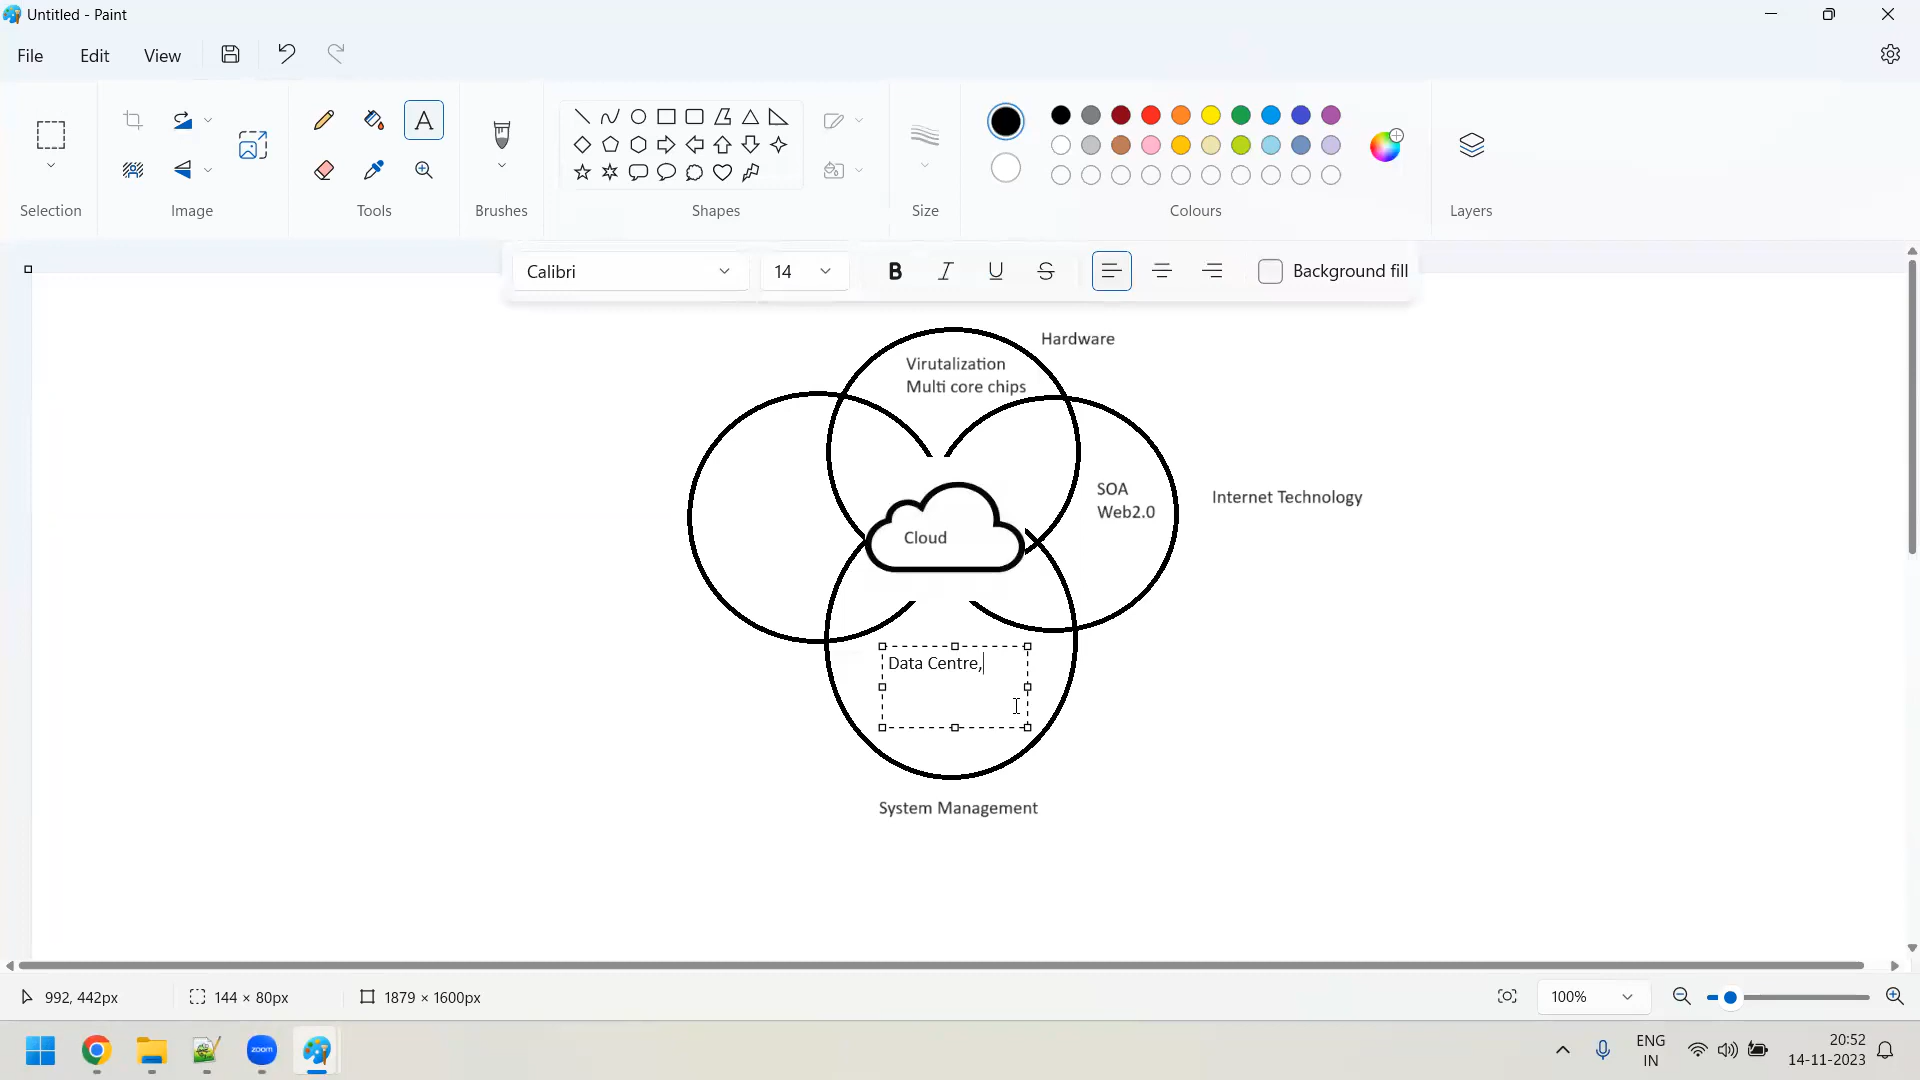 Untitled - Paint
File
Edit
View
Selection
Image
Tools
Brushes
Shapes
Size
Colours
Layers
Calibri
14
B
I
U
S
Background fill
Hardware
Virutalization
Multi core chips
SOA
Web2.0
Internet Technology
Cloud
Data Centre,
System Management
992, 442px
144 × 80px
1879 × 1600px
100%
zoom
ENG
IN
20:52
14-11-2023